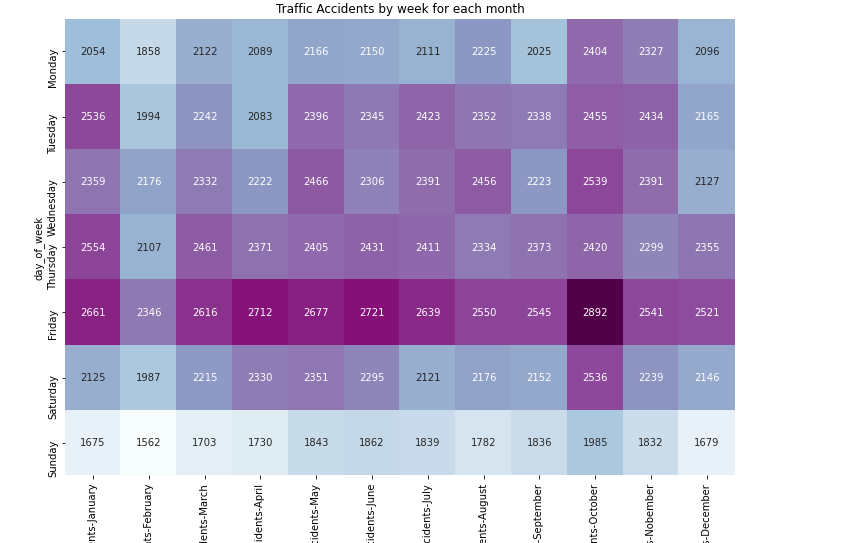 Traffic Accidents by week for each month
day_of_week
Monday 2054 1858 2122 2089 2166 2150 2111 2225 2025 2404 2327 2096
Tuesday 2536 1994 2242 2083 2396 2345 2423 2352 2338 2455 2434 2165
Wednesday 2359 2176 2332 2222 2466 2306 2391 2456 2223 2539 2391 2127
Thursday 2554 2107 2461 2371 2405 2431 2411 2334 2373 2420 2299 2355
Friday 2661 2346 2616 2712 2677 2721 2639 2550 2545 2892 2541 2521
Saturday 2125 1987 2215 2330 2351 2295 2121 2176 2152 2536 2239 2146
Sunday 1675 1562 1703 1730 1843 1862 1839 1782 1836 1985 1832 1679
ents-January
nts-February
dents-March
cidents-April
ccidents-May
cidents-June
ccidents-July
ents-August
-September
nts-October
s-Nobember
s-December